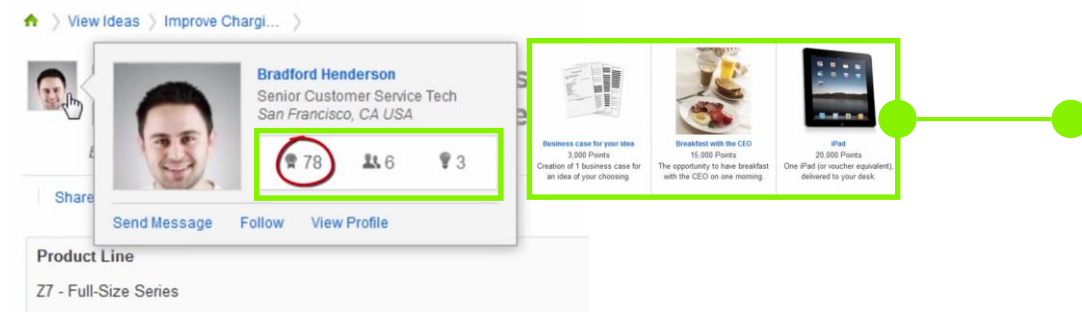 View Ideas
Improve Chargi...
Bradford Henderson
Senior Customer Service Tech
San Francisco, CA USA
78
6
3
Share
Send Message
Follow
View Profile
Product Line
Z7 - Full-Size Series
Business case for your idea
3,000 Points
Creation of 1 business case for
an idea of your choosing.
Breakfast with the CEO
15,000 Points
The opportunity to have breakfast
with the CEO on one morning.
iPad
20,000 Points
One iPad (or voucher equivalent),
delivered to your desk.